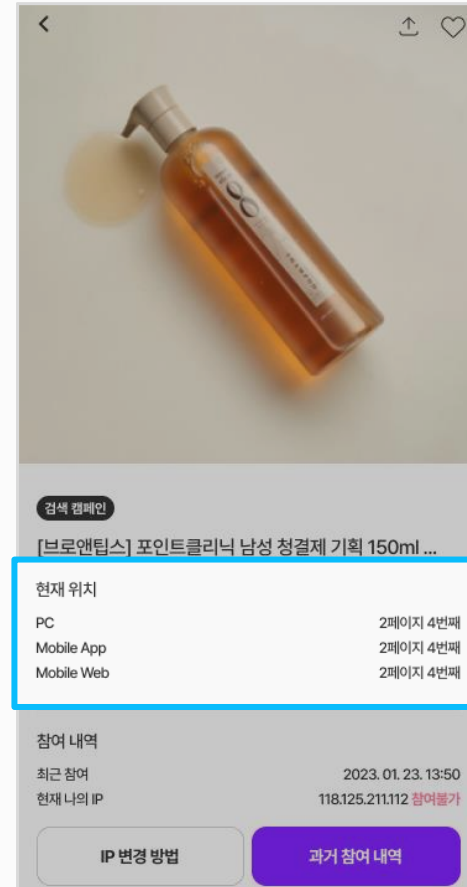 검색 캠페인
[브로앤팁스] 포인트클리닉 남성 청결제 기획 150ml ...
현재 위치
PC 2페이지 4번째
Mobile App 2페이지 4번째
Mobile Web 2페이지 4번째
참여 내역
최근 참여 2023. 01. 23. 13:50
현재 나의 IP 118.125.211.112 참여불가
IP 변경 방법 과거 참여 내역